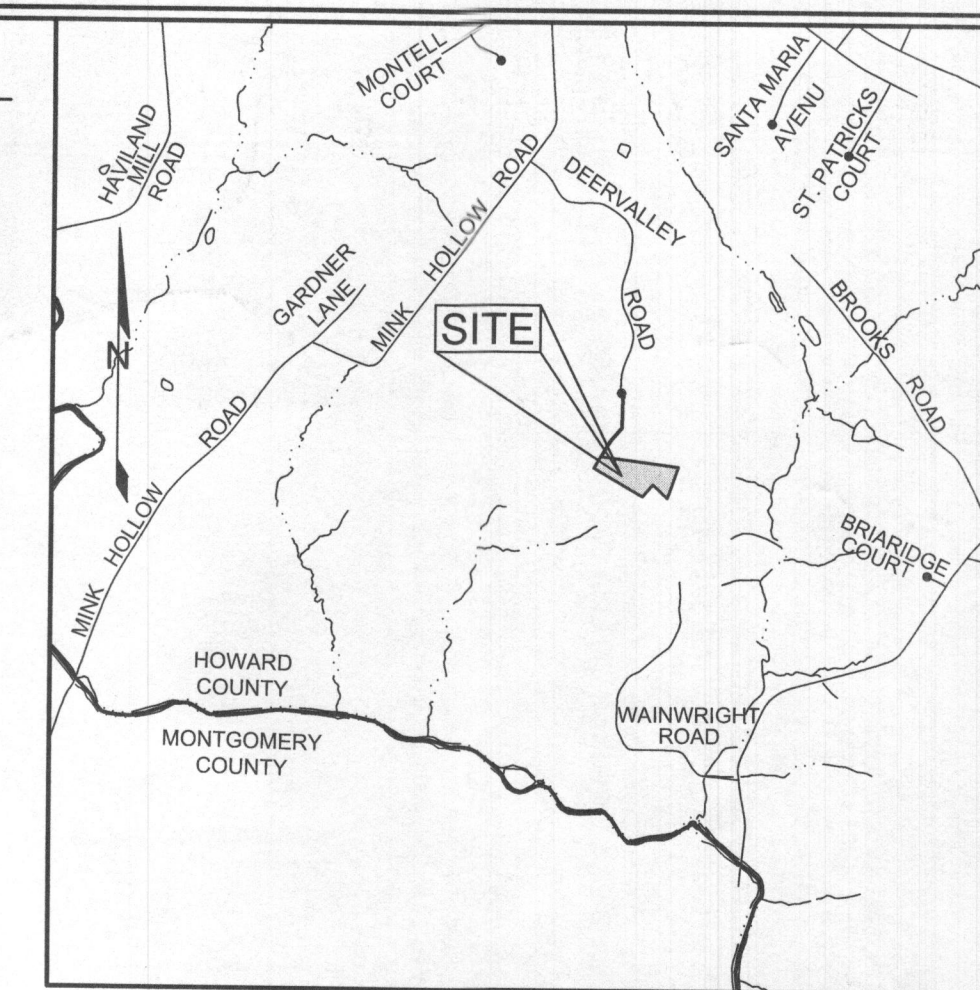 MONTELL
COURT
SANTA MARIA
AVENU
ST. PATRICKS
COURT
HAVILAND
MILL
ROAD
DEERVALLEY
ROAD
MINK HOLLOW ROAD
GARDNER
LANE
SITE
BROOKS
ROAD
N
MINK HOLLOW ROAD
BRIARIDGE
COURT
HOWARD
COUNTY
MONTGOMERY
COUNTY
WAINWRIGHT
ROAD